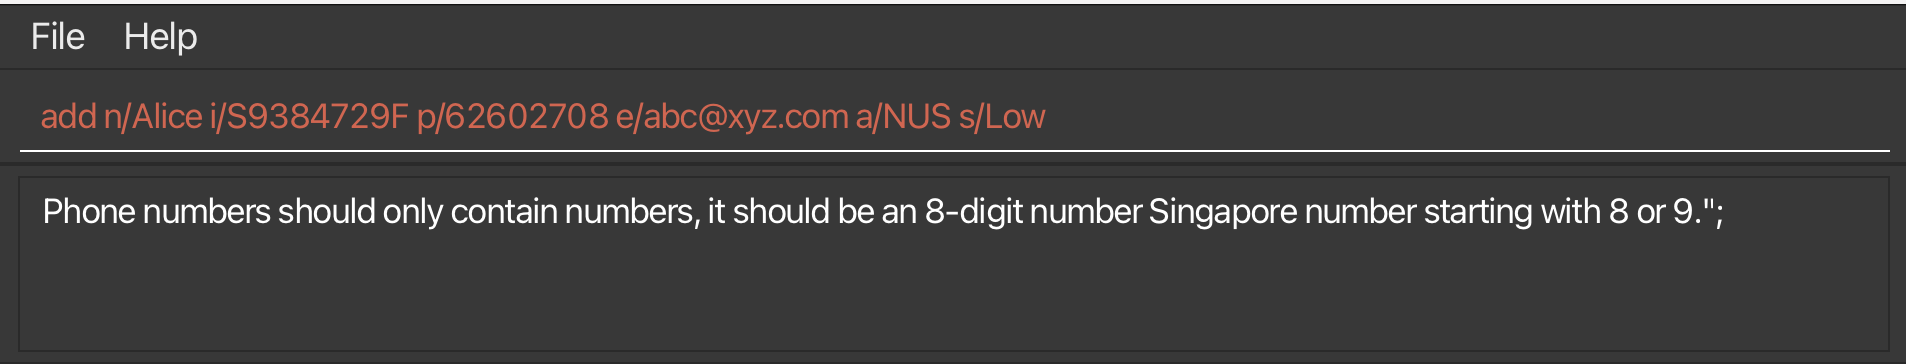 File Help
add n/Alice i/S9384729F p/62602708 e/abc@xyz.com a/NUS s/Low
Phone numbers should only contain numbers, it should be an 8-digit number Singapore number starting with 8 or 9.";